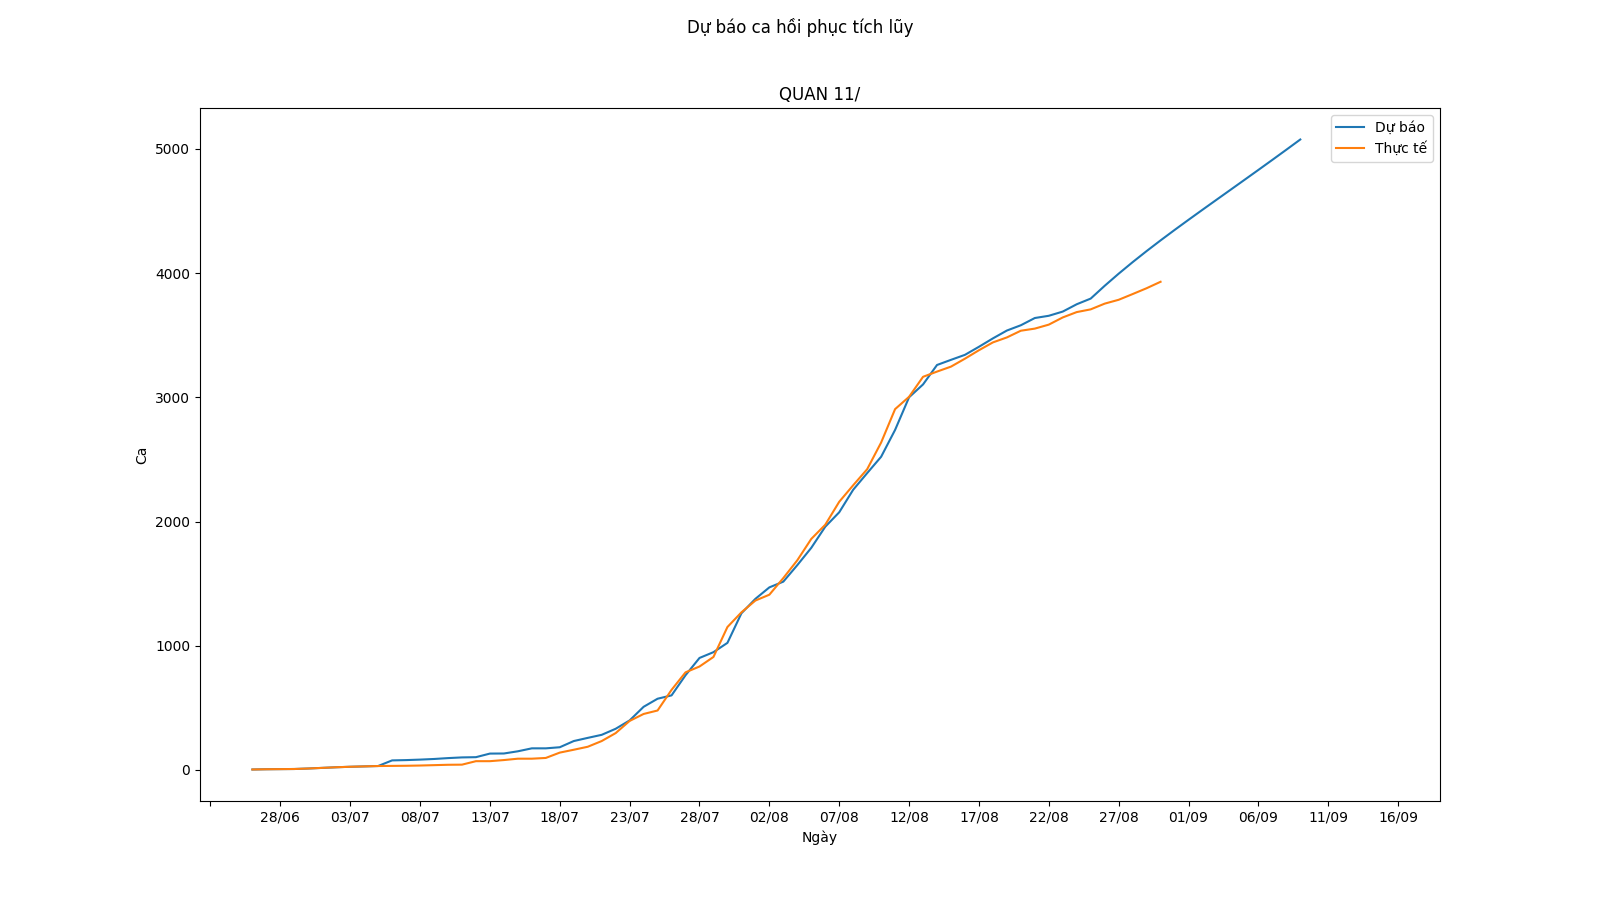 Dự báo ca hồi phục tích lũy
QUAN 11/
Dự báo
Thực tế
5000
4000
3000
2000
1000
0
Ca
28/06 03/07 08/07 13/07 18/07 23/07 28/07 02/08 07/08 12/08 17/08 22/08 27/08 01/09 06/09 11/09 16/09
Ngày